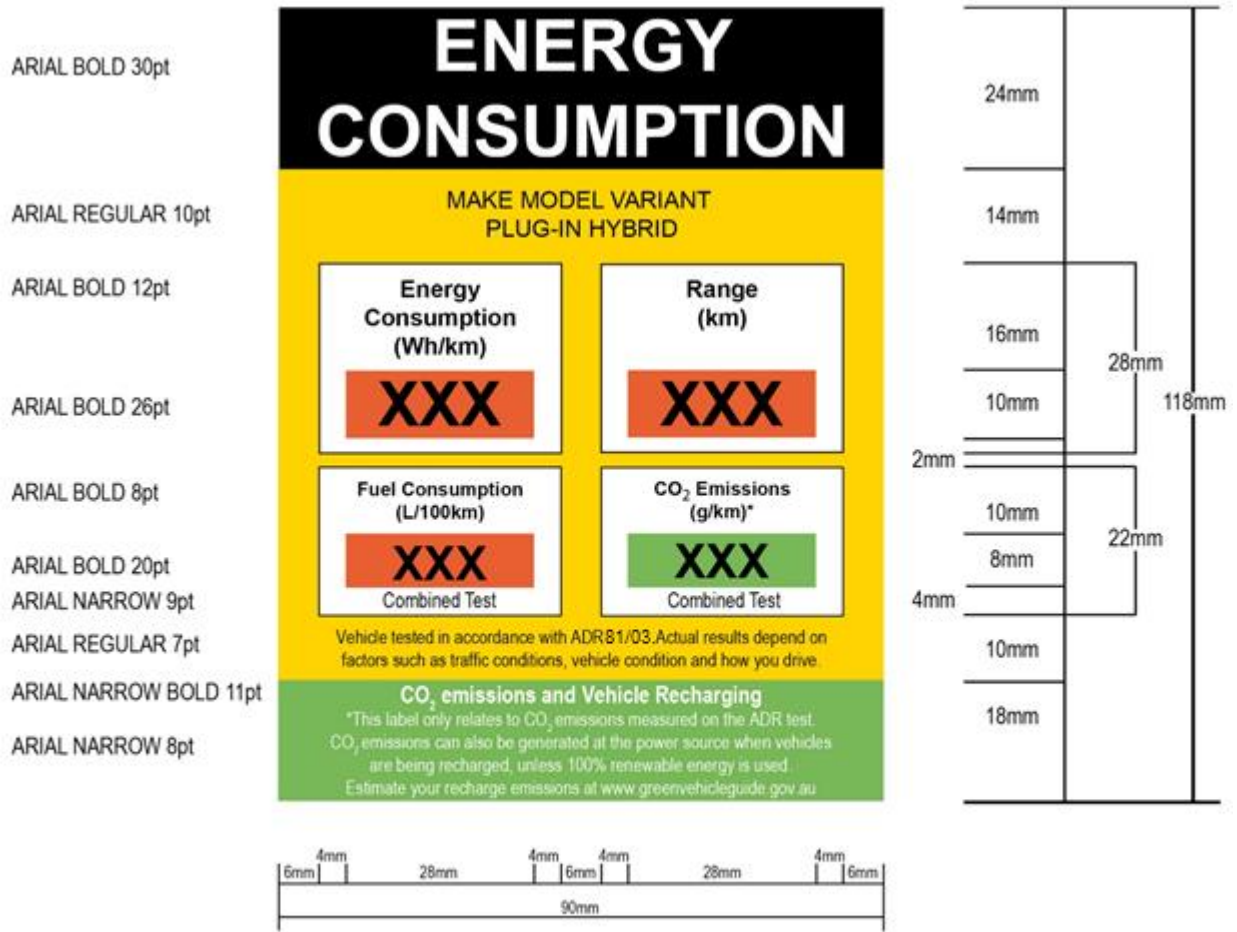 ARIAL BOLD 30pt
ENERGY
CONSUMPTION
24mm
ARIAL REGULAR 10pt
MAKE MODEL VARIANT
PLUG-IN HYBRID
14mm
ARIAL BOLD 12pt
Energy
Consumption
(Wh/km)
Range
(km)
16mm
28mm
ARIAL BOLD 26pt
XXX
XXX
10mm
118mm
2mm
ARIAL BOLD 8pt
Fuel Consumption
(L/100km)
CO₂ Emissions
(g/km)*
10mm
22mm
ARIAL BOLD 20pt
XXX
XXX
8mm
ARIAL NARROW 9pt
Combined Test
Combined Test
4mm
ARIAL REGULAR 7pt
Vehicle tested in accordance with ADR81/03.Actual results depend on
factors such as traffic conditions, vehicle condition and how you drive.
10mm
ARIAL NARROW BOLD 11pt
CO₂ emissions and Vehicle Recharging
18mm
ARIAL NARROW 8pt
*This label only relates to CO₂ emissions measured on the ADR test.
CO₂ emissions can also be generated at the power source when vehicles
are being recharged, unless 100% renewable energy is used.
Estimate your recharge emissions at www.greenvehicleguide.gov.au
6mm 4mm 28mm 4mm 6mm 4mm 28mm 4mm 6mm
90mm